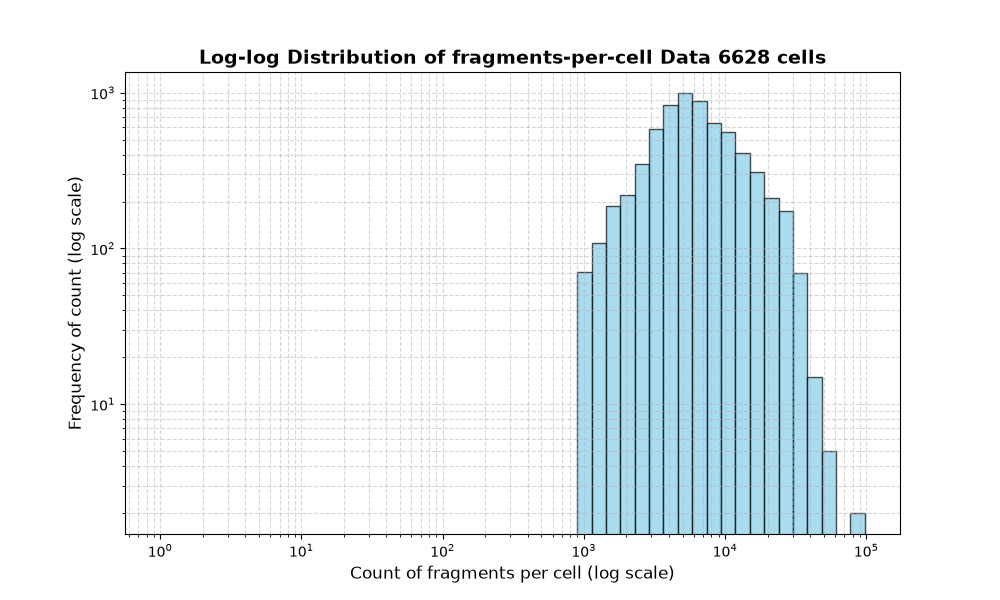 Log-log Distribution of fragments-per-cell Data 6628 cells
Frequency of count (log scale)
10³
10²
10¹
10⁰ 10¹ 10² 10³ 10⁴ 10⁵
Count of fragments per cell (log scale)